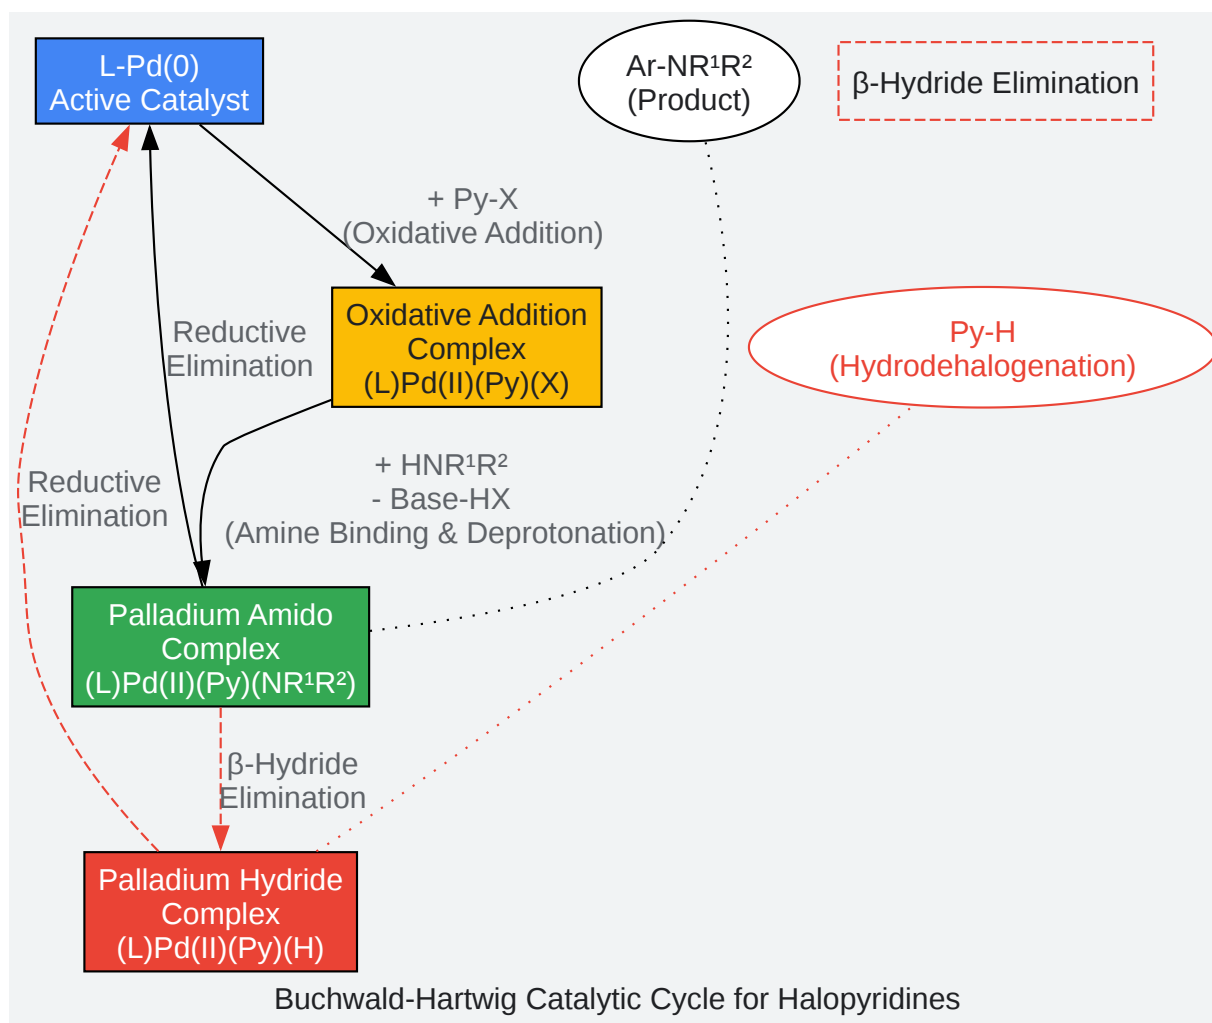 L-Pd(0)
Active Catalyst
Ar-NR¹R²
(Product)
β-Hydride Elimination
+ Py-X
(Oxidative Addition)
Oxidative Addition
Complex
(L)Pd(II)(Py)(X)
Reductive
Elimination
Py-H
(Hydrodehalogenation)
+ HNR¹R²
- Base-HX
(Amine Binding & Deprotonation)
Reductive
Elimination
Palladium Amido
Complex
(L)Pd(II)(Py)(NR¹R²)
β-Hydride
Elimination
Palladium Hydride
Complex
(L)Pd(II)(Py)(H)
Buchwald-Hartwig Catalytic Cycle for Halopyridines